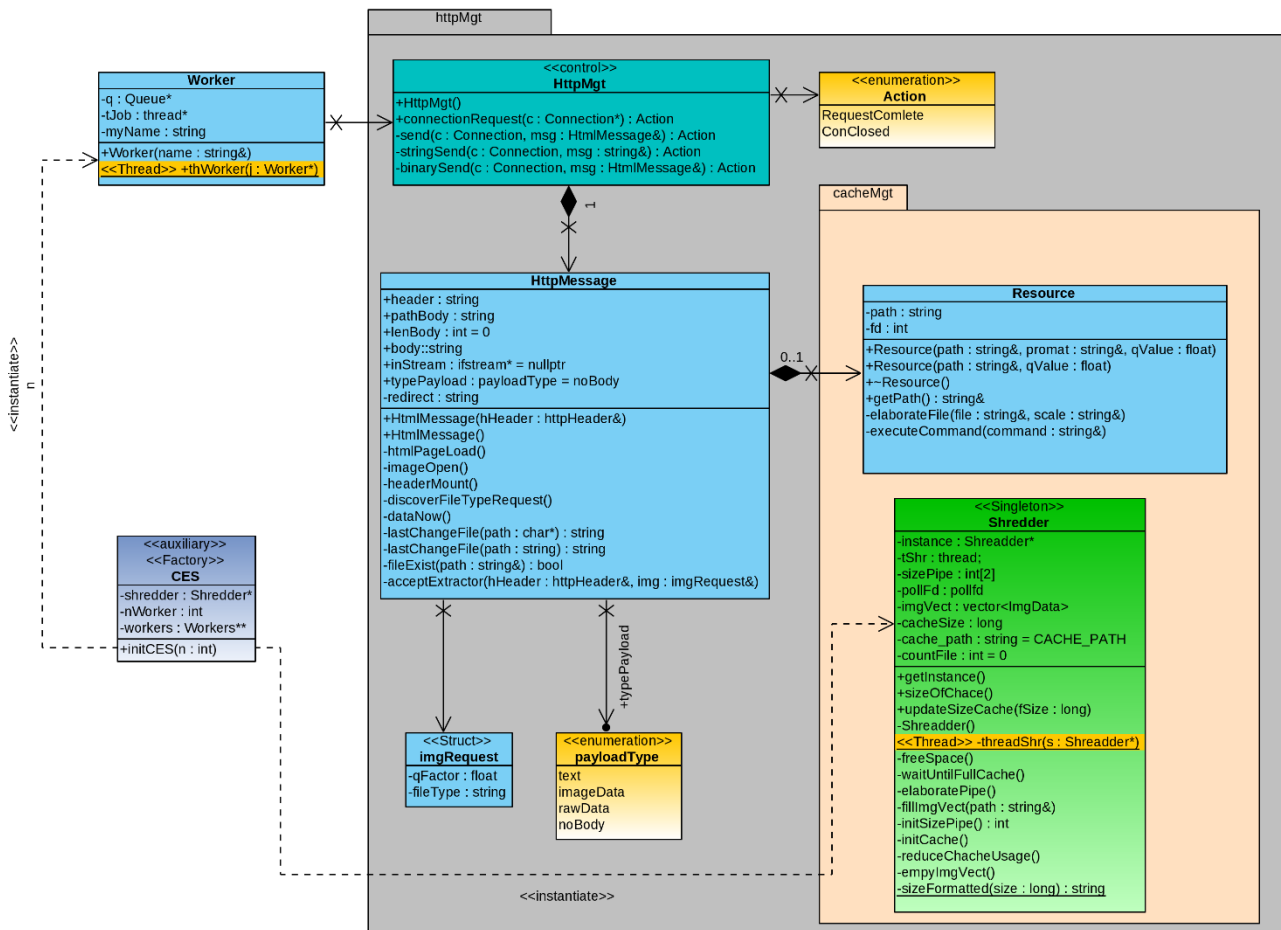 httpMgt
Worker
-q : Queue*
-tJob : thread*
-myName : string
+Worker(name : string&)
<<Thread>> +thWorker(j : Worker*)
<<control>>
HttpMgt
+HttpMgt()
+connectionRequest(c : Connection*) : Action
-send(c : Connection, msg : HtmlMessage&) : Action
-stringSend(c : Connection, msg : string&) : Action
-binarySend(c : Connection, msg : HtmlMessage&) : Action
<<enumeration>>
Action
RequestComlete
ConClosed
1
cacheMgt
HttpMessage
+header : string
+pathBody : string
+lenBody : int = 0
+body::string
+inStream : ifstream* = nullptr
+typePayload : payloadType = noBody
-redirect : string
+HtmlMessage(hHeader : httpHeader&)
+HtmlMessage()
-htmlPageLoad()
-imageOpen()
-headerMount()
-discoverFileTypeRequest()
-dataNow()
-lastChangeFile(path : char*) : string
-lastChangeFile(path : string) : string
-fileExist(path : string&) : bool
-acceptExtractor(hHeader : httpHeader&, img : imgRequest&)
0..1
Resource
-path : string
-fd : int
+Resource(path : string&, promat : string&, qValue : float)
+Resource(path : string&, qValue : float)
+~Resource()
+getPath() : string&
-elaborateFile(file : string&, scale : string&)
-executeCommand(command : string&)
<<instantiate>>
n
<<auxiliary>>
<<Factory>>
CES
-shredder : Shredder*
-nWorker : int
-workers : Workers**
+initCES(n : int)
<<Singleton>>
Shredder
-instance : Shreadder*
-tShr : thread;
-sizePipe : int[2]
-pollFd : pollfd
-imgVect : vector<ImgData>
-cacheSize : long
-cache_path : string = CACHE_PATH
-countFile : int = 0
+getInstance()
+sizeOfChace()
+updateSizeCache(fSize : long)
-Shreadder()
<<Thread>> -threadShr(s : Shreadder*)
-freeSpace()
-waitUntilFullCache()
-elaboratePipe()
-fillImgVect(path : string&)
-initSizePipe() : int
-initCache()
-reduceChacheUsage()
-empyImgVect()
-sizeFormatted(size : long) : string
+typePayload
<<Struct>>
imgRequest
-qFactor : float
-fileType : string
<<enumeration>>
payloadType
text
imageData
rawData
noBody
<<instantiate>>